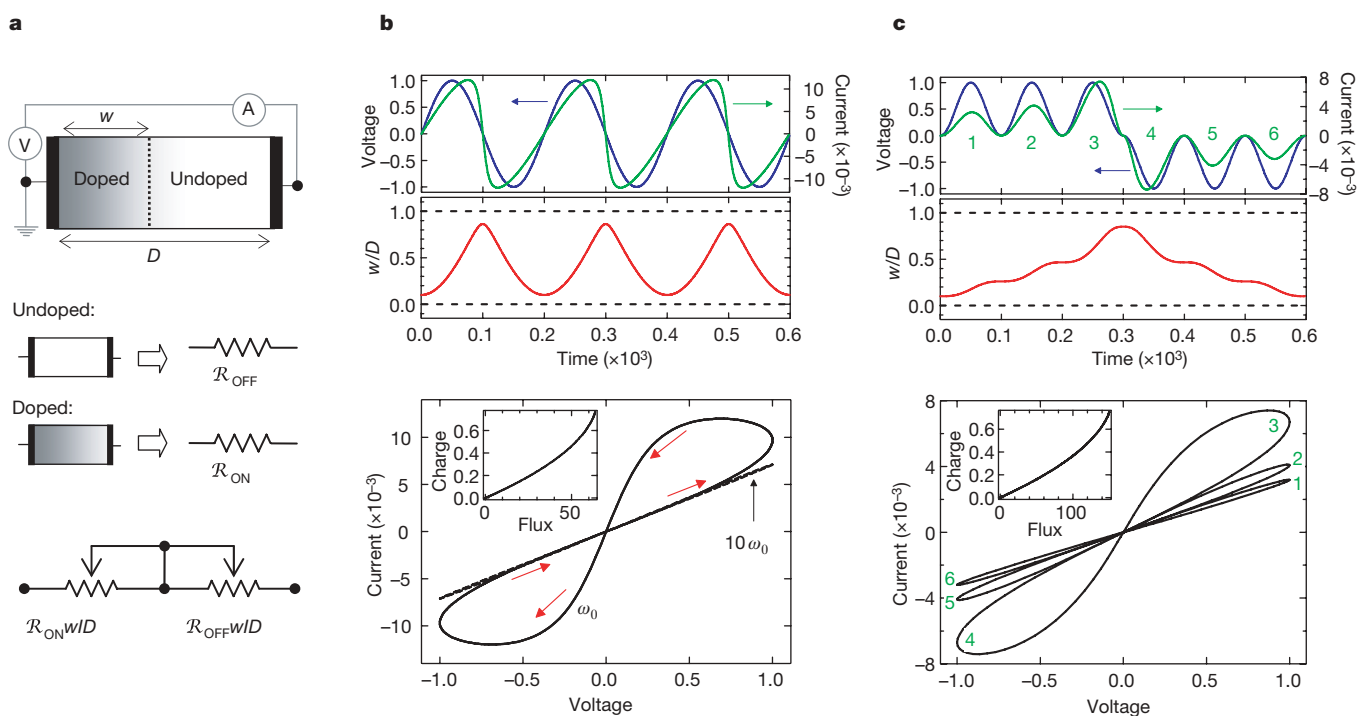 a
V
A
w
Doped
Undoped
D
Undoped:
ℛOFF
Doped:
ℛON
ℛONw/D
ℛOFFw/D
b
Voltage
1.0
0.5
0.0
−0.5
−1.0
Current (×10−3)
10
5
0
−5
−10
w/D
1.0
0.5
0.0
0.0 0.1 0.2 0.3 0.4 0.5 0.6
Time (×103)
Current (×10−3)
10
5
0
−5
−10
Charge
0.6
0.4
0.2
0.0
0 50
Flux
10ω0
ω0
−1.0 −0.5 0.0 0.5 1.0
Voltage
c
Voltage
1.0
0.5
0.0
−0.5
−1.0
1 2 3 4 5 6
Current (×10−3)
8
4
0
−4
−8
w/D
1.0
0.5
0.0
0.0 0.1 0.2 0.3 0.4 0.5 0.6
Time (×103)
Current (×10−3)
8
4
0
−4
−8
Charge
0.6
0.4
0.2
0.0
0 100
Flux
3
2
1
6
5
4
−1.0 −0.5 0.0 0.5 1.0
Voltage